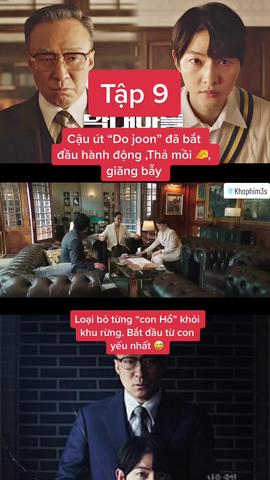 Tập 9
Cậu út “Do joon” đã bắt
đầu hành động ,Thả mồi 🧀,
giăng bẫy
@Khophim3s
Loại bỏ từng “con Hổ” khỏi
khu rừng. Bắt đầu từ con
yếu nhất 😅